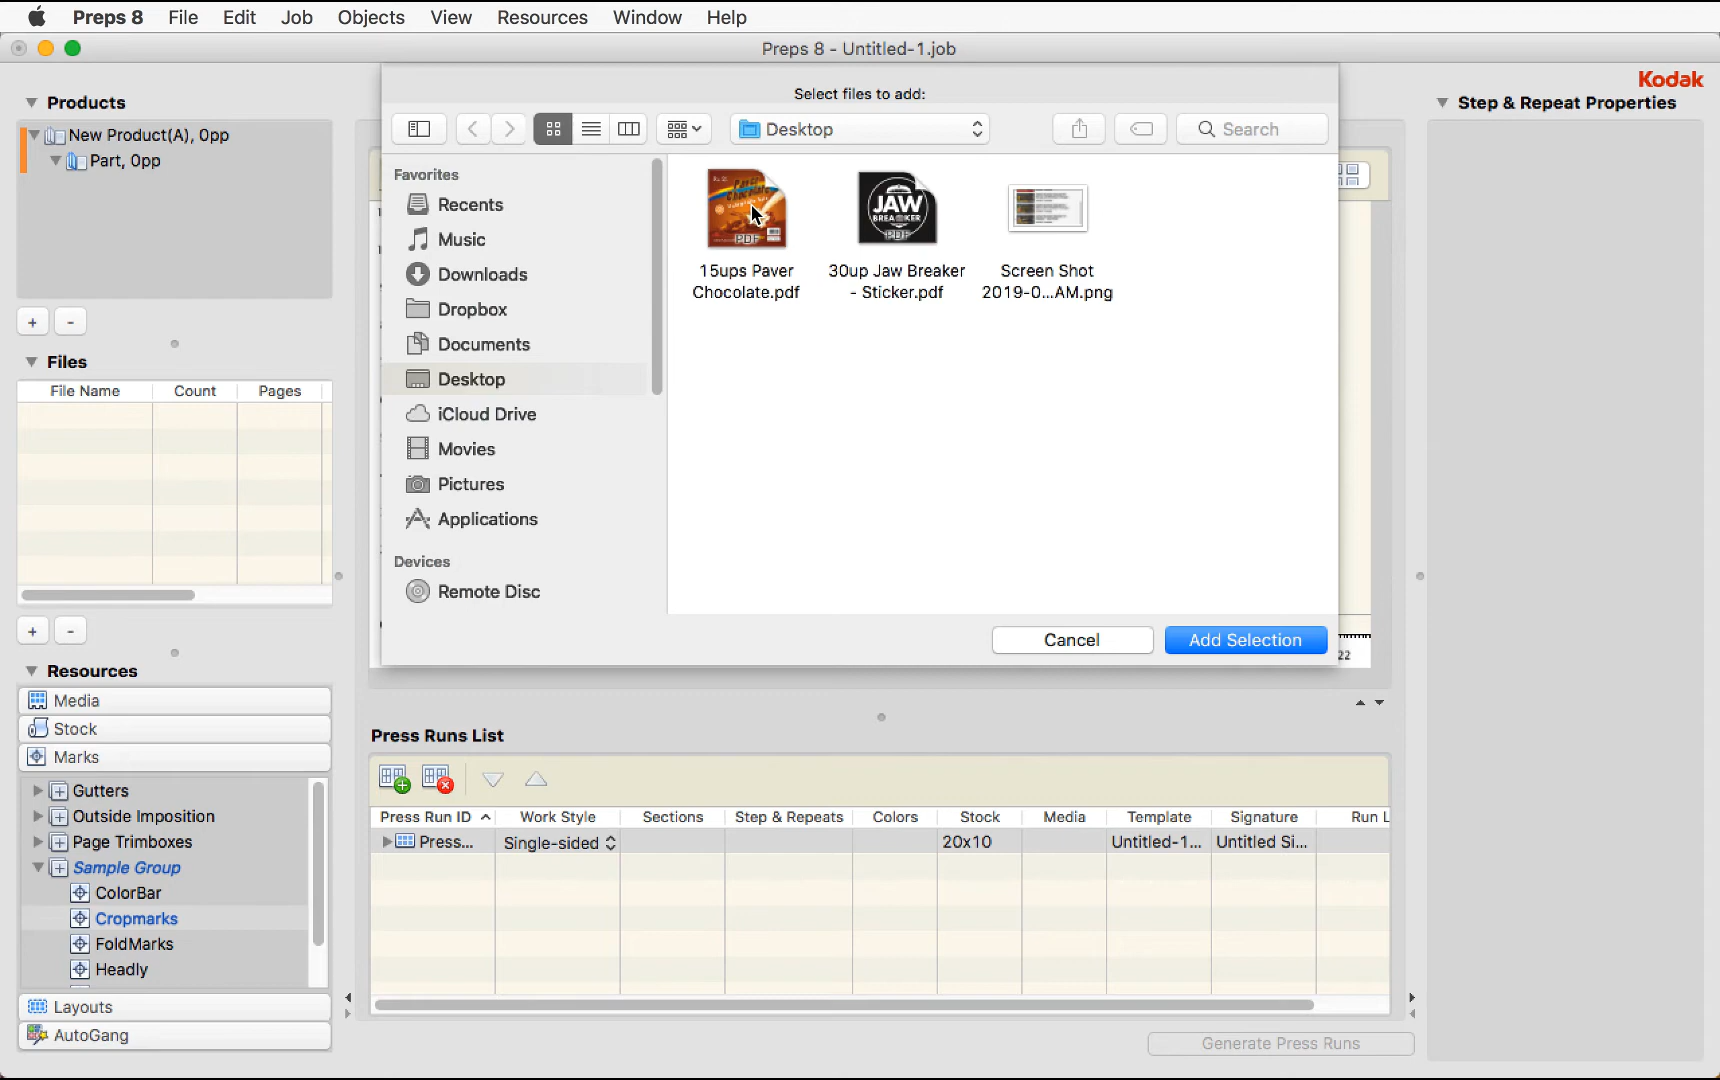 Preps 8 File Edit Job Objects View Resources Window Help
Preps 8 - Untitled-1.job
Kodak
Products
New Product(A), 0pp
Part, 0pp
+ -
Files
File Name Count Pages
+ -
Resources
Media
Stock
Marks
Gutters
Outside Imposition
Page Trimboxes
Sample Group
ColorBar
Cropmarks
FoldMarks
Headly
Layouts
AutoGang
Select files to add:
Desktop
Search
Favorites
Recents
Music
Downloads
Dropbox
Documents
Desktop
iCloud Drive
Movies
Pictures
Applications
Devices
Remote Disc
Paver
Chocolate
PDF
JAW
BREAKER
PDF
15ups Paver
Chocolate.pdf
30up Jaw Breaker
- Sticker.pdf
Screen Shot
2019-0...AM.png
Cancel
Add Selection
22
Press Runs List
Press Run ID Work Style Sections Step & Repeats Colors Stock Media Template Signature Run L
Press... Single-sided 20x10 Untitled-1... Untitled Si...
Generate Press Runs
Step & Repeat Properties